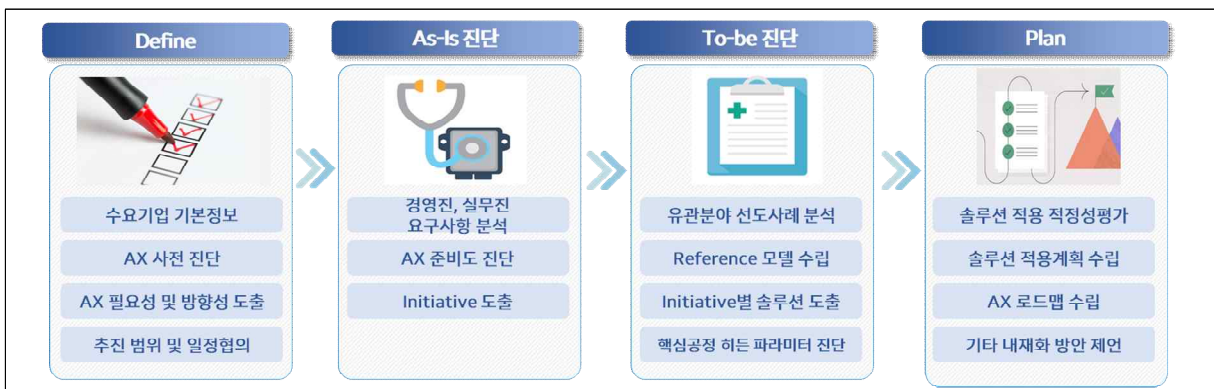 Define
수요기업 기본정보
AX 사전 진단
AX 필요성 및 방향성 도출
추진 범위 및 일정협의
As-Is 진단
경영진, 실무진
요구사항 분석
AX 준비도 진단
Initiative 도출
To-be 진단
유관분야 선도사례 분석
Reference 모델 수립
Initiative별 솔루션 도출
핵심공정 히든 파라미터 진단
Plan
솔루션 적용 적정성평가
솔루션 적용계획 수립
AX 로드맵 수립
기타 내재화 방안 제언